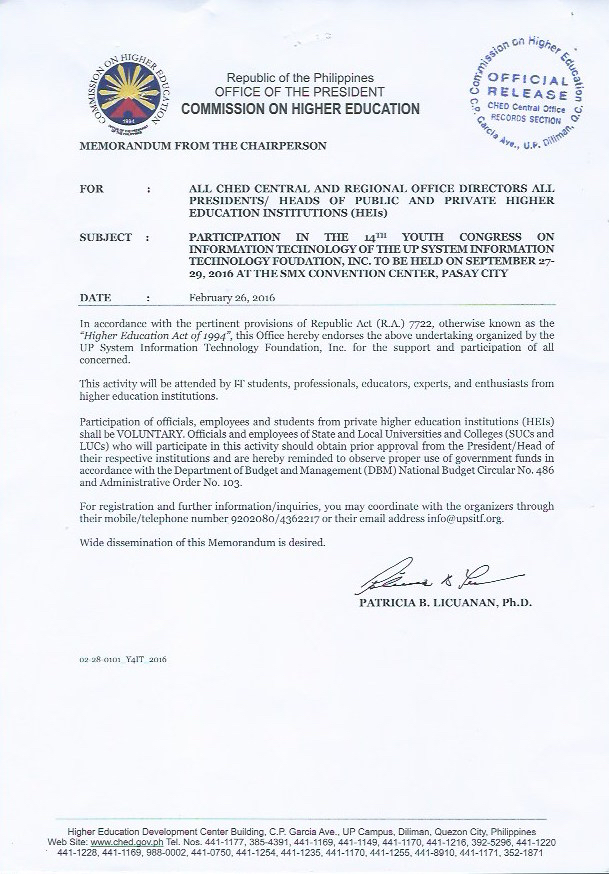 COMMISSION ON HIGHER EDUCATION
1994
OFFICE OF THE PRESIDENT
OF THE PHILIPPINES
Republic of the Philippines
OFFICE OF THE PRESIDENT
COMMISSION ON HIGHER EDUCATION
Commission on Higher Education
OFFICIAL
RELEASE
CHED Central Office
RECORDS SECTION
C.P. Garcia Ave., U.P. Diliman, Q.C.
MEMORANDUM FROM THE CHAIRPERSON
FOR : ALL CHED CENTRAL AND REGIONAL OFFICE DIRECTORS ALL
PRESIDENTS/ HEADS OF PUBLIC AND PRIVATE HIGHER
EDUCATION INSTITUTIONS (HEIs)
SUBJECT : PARTICIPATION IN THE 14TH YOUTH CONGRESS ON
INFORMATION TECHNOLOGY OF THE UP SYSTEM INFORMATION
TECHNOLOGY FOUDATION, INC. TO BE HELD ON SEPTEMBER 27-
29, 2016 AT THE SMX CONVENTION CENTER, PASAY CITY
DATE : February 26, 2016
In accordance with the pertinent provisions of Republic Act (R.A.) 7722, otherwise known as the
“Higher Education Act of 1994”, this Office hereby endorses the above undertaking organized by the
UP System Information Technology Foundation, Inc. for the support and participation of all
concerned.
This activity will be attended by IT students, professionals, educators, experts, and enthusiasts from
higher education institutions.
Participation of officials, employees and students from private higher education institutions (HEIs)
shall be VOLUNTARY. Officials and employees of State and Local Universities and Colleges (SUCs and
LUCs) who will participate in this activity should obtain prior approval from the President/Head of
their respective institutions and are hereby reminded to observe proper use of government funds in
accordance with the Department of Budget and Management (DBM) National Budget Circular No. 486
and Administrative Order No. 103.
For registration and further information/inquiries, you may coordinate with the organizers through
their mobile/telephone number 9202080/4362217 or their email address info@upsitf.org.
Wide dissemination of this Memorandum is desired.
PATRICIA B. LICUANAN, Ph.D.
02-28-0101_Y4IT_2016
Higher Education Development Center Building, C.P. Garcia Ave., UP Campus, Diliman, Quezon City, Philippines
Web Site: www.ched.gov.ph Tel. Nos. 441-1177, 385-4391, 441-1169, 441-1149, 441-1170, 441-1216, 392-5296, 441-1220
441-1228, 441-1169, 988-0002, 441-0750, 441-1254, 441-1235, 441-1170, 441-1255, 441-8910, 441-1171, 352-1871